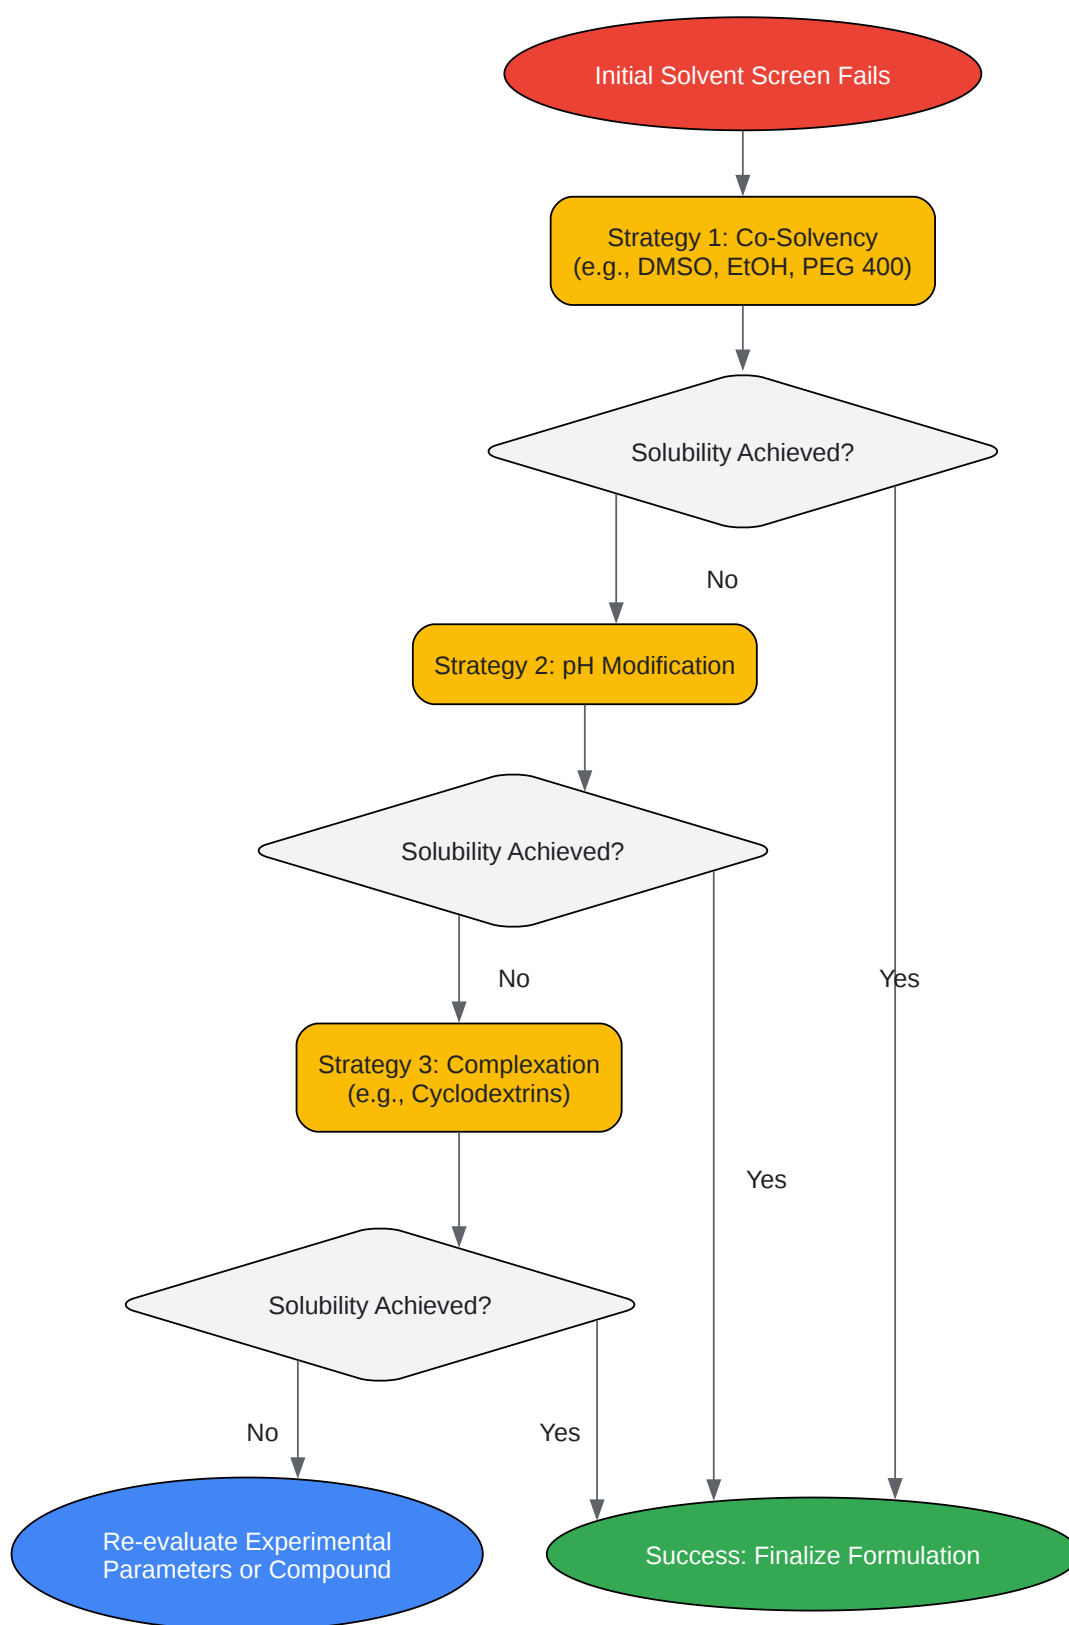 Initial Solvent Screen Fails
Strategy 1: Co-Solvency
(e.g., DMSO, EtOH, PEG 400)
Solubility Achieved?
No
Strategy 2: pH Modification
Solubility Achieved?
No
Yes
Strategy 3: Complexation
(e.g., Cyclodextrins)
Yes
Solubility Achieved?
No
Yes
Re-evaluate Experimental
Parameters or Compound
Success: Finalize Formulation